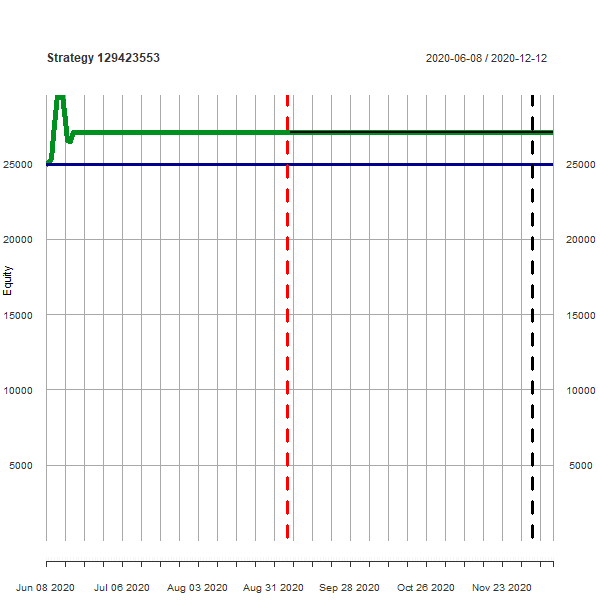 Strategy 129423553
2020-06-08 / 2020-12-12
25000
25000
20000
20000
Equity
15000
15000
10000
10000
5000
5000
Jun 08 2020
Jul 06 2020
Aug 03 2020
Aug 31 2020
Sep 28 2020
Oct 26 2020
Nov 23 2020